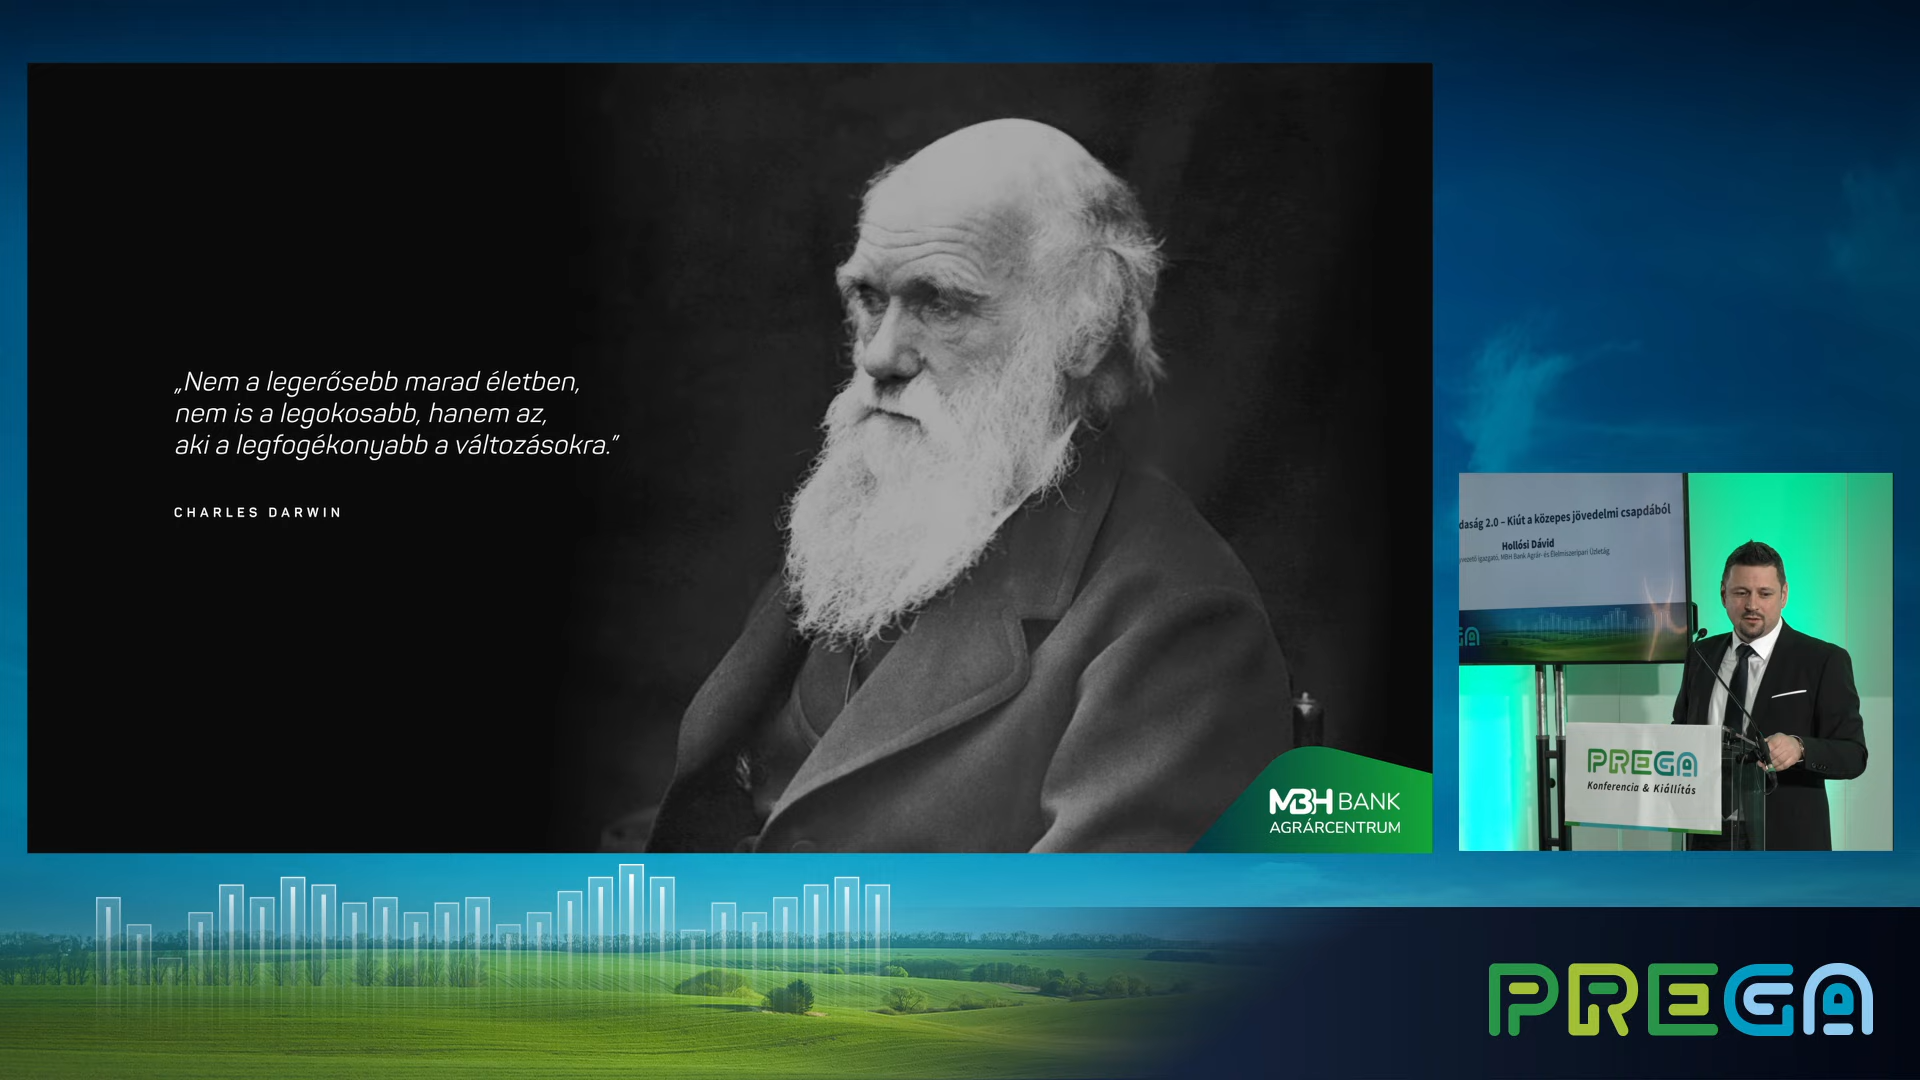 „Nem a legerősebb marad életben,
nem is a legokosabb, hanem az,
aki a legfogékonyabb a változásokra.”
CHARLES DARWIN
MBH BANK
AGRÁRCENTRUM
2.0 – Kiút a közepes jövedelmi csapdából
Hollósi Dávid
igazgató, MBH Bank Agrár- és Élelmiszeripari Üzletág
PREGA
Konferencia & Kiállítás
PREGA